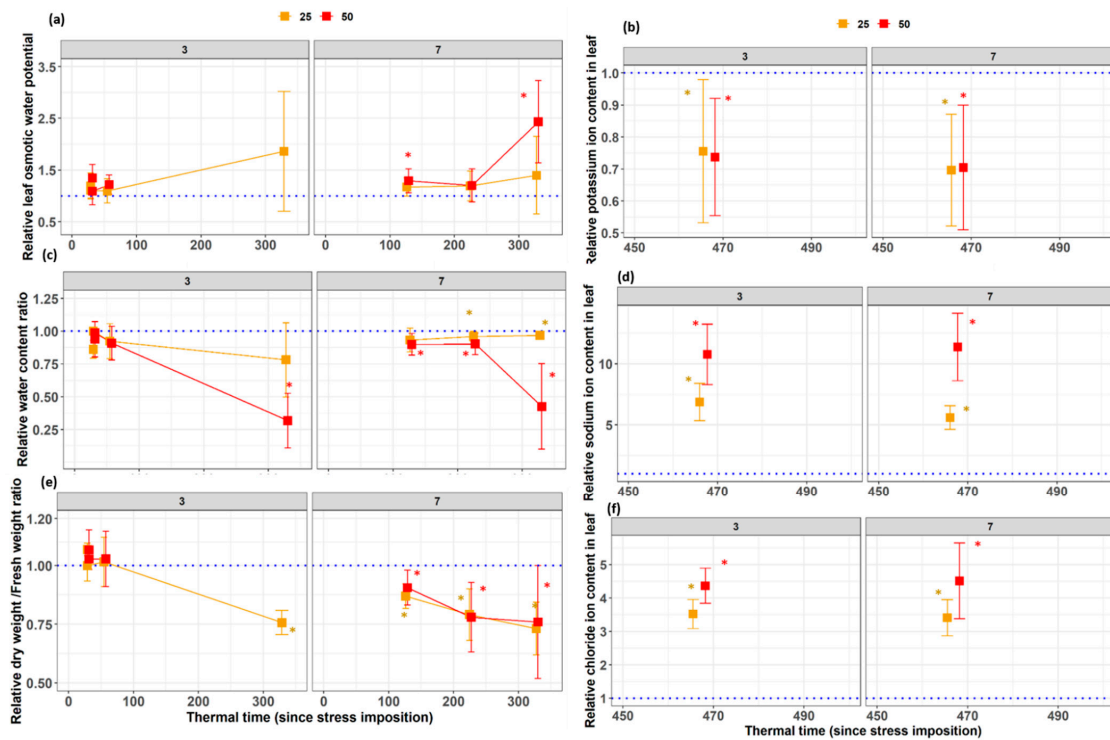 (a)
25 50
3 7
Relative leaf osmotic water potential
3.5
2.5
1.5
0.5
0 100 200 300 0 100 200 300
(b)
25 50
3 7
Relative potassium ion content in leaf
1.0
0.9
0.8
0.7
0.6
0.5
450 470 490 450 470 490
(c)
3 7
Relative water content ratio
1.25
1.00
0.75
0.50
0.25
(d)
3 7
Relative sodium ion content in leaf
10
5
450 470 490 450 470 490
(e)
3 7
Relative dry weight /Fresh weight ratio
1.20
1.00
0.75
0.50
0 100 200 300 0 100 200 300
Thermal time (since stress imposition)
(f)
3 7
Relative chloride ion content in leaf
5
4
3
2
1
450 470 490 450 470 490
Thermal time (since stress imposition)